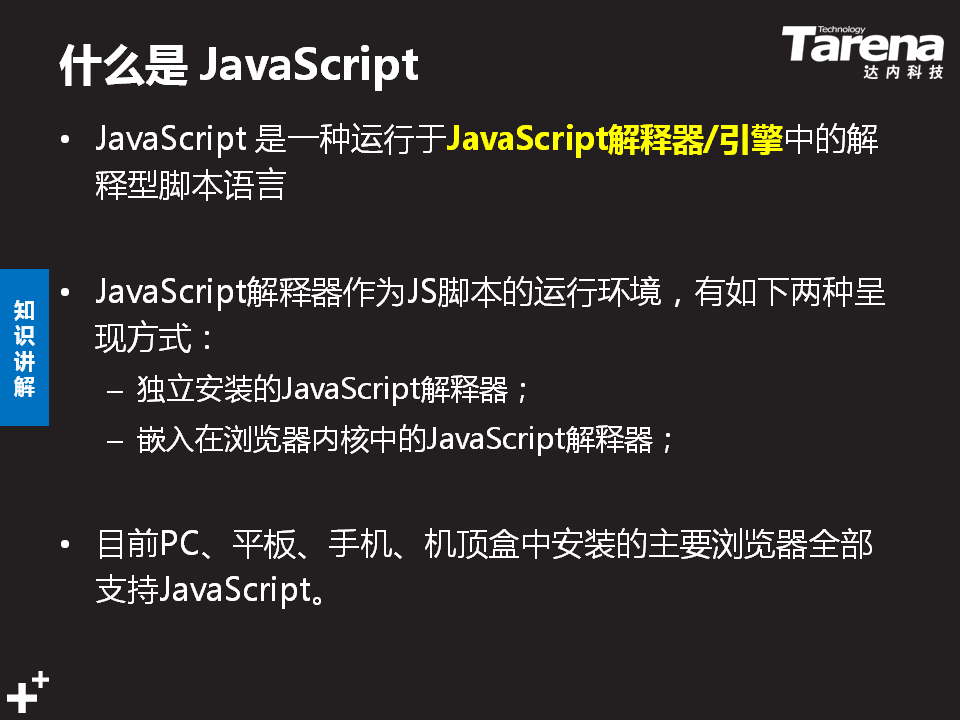 什么是 JavaScript
Technology
Tarena
达内科技
• JavaScript 是一种运行于JavaScript解释器/引擎中的解
释型脚本语言
• JavaScript解释器作为JS脚本的运行环境，有如下两种呈
现方式：
– 独立安装的JavaScript解释器；
– 嵌入在浏览器内核中的JavaScript解释器；
• 目前PC、平板、手机、机顶盒中安装的主要浏览器全部
支持JavaScript。
知
识
讲
解